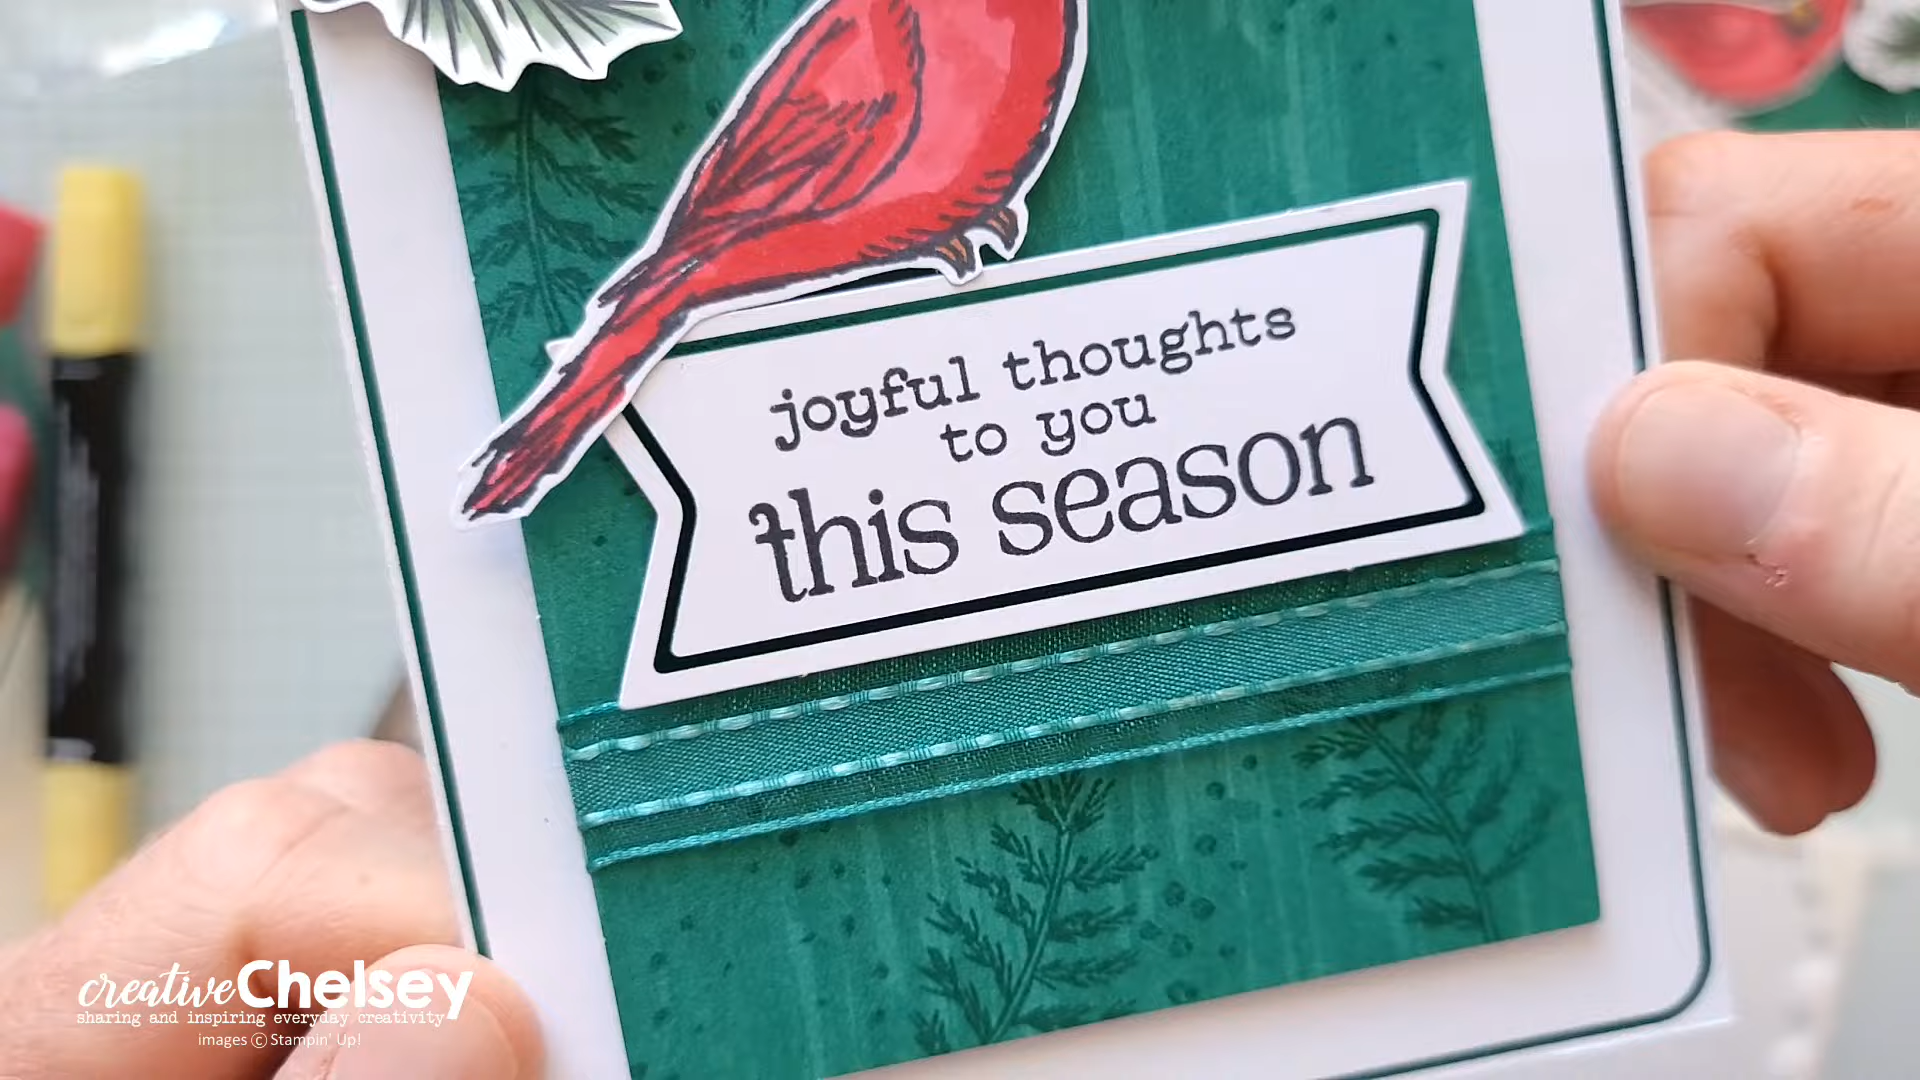 joyful thoughts
to you
this season
creativeChelsey
sharing and inspiring everyday creativity
images © Stampin' Up!